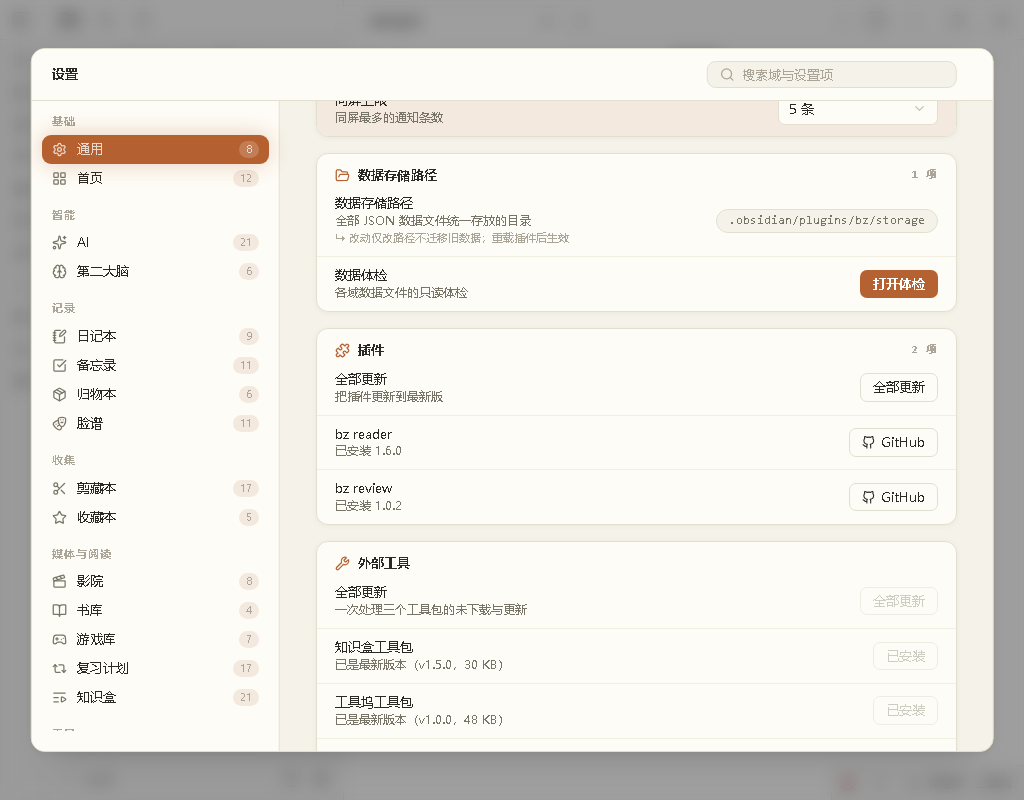 设置
搜索域与设置项
基础
通用 8
首页 12
智能
AI 21
第二大脑 6
记录
日记本 9
备忘录 11
归物本 6
脸谱 11
收集
剪藏本 17
收藏本 5
媒体与阅读
影院 8
书库 4
游戏库 7
复习计划 17
知识盒 21
同屏上限
同屏最多的通知条数
5 条
数据存储路径
1 项
数据存储路径
全部 JSON 数据文件统一存放的目录
↳ 改动仅改路径不迁移旧数据；重载插件后生效
.obsidian/plugins/bz/storage
数据体检
各域数据文件的只读体检
打开体检
插件
2 项
全部更新
把插件更新到最新版
全部更新
bz reader
已安装 1.6.0
GitHub
bz review
已安装 1.0.2
GitHub
外部工具
全部更新
一次处理三个工具包的未下载与更新
全部更新
知识盒工具包
已是最新版本（v1.5.0，30 KB）
已安装
工具坞工具包
已是最新版本（v1.0.0，48 KB）
已安装